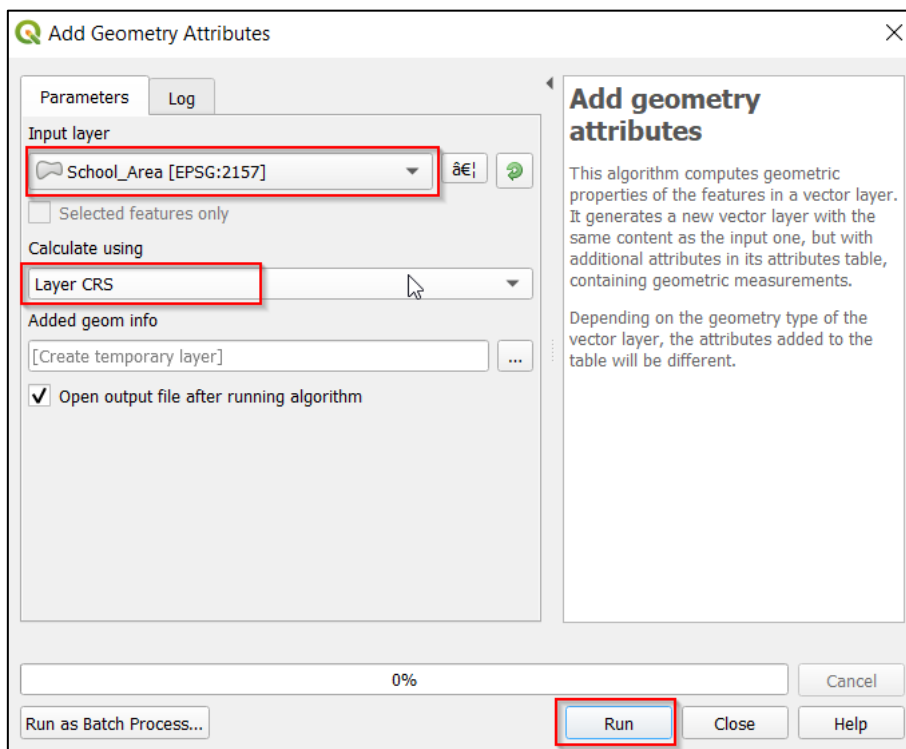 Add Geometry Attributes
Parameters
Log
Input layer
School_Area [EPSG:2157]
â€¦
Selected features only
Calculate using
Layer CRS
Added geom info
[Create temporary layer]
...
Open output file after running algorithm
Add geometry
attributes
This algorithm computes geometric
properties of the features in a vector layer.
It generates a new vector layer with the
same content as the input one, but with
additional attributes in its attributes table,
containing geometric measurements.
Depending on the geometry type of the
vector layer, the attributes added to the
table will be different.
0%
Cancel
Run as Batch Process...
Run
Close
Help